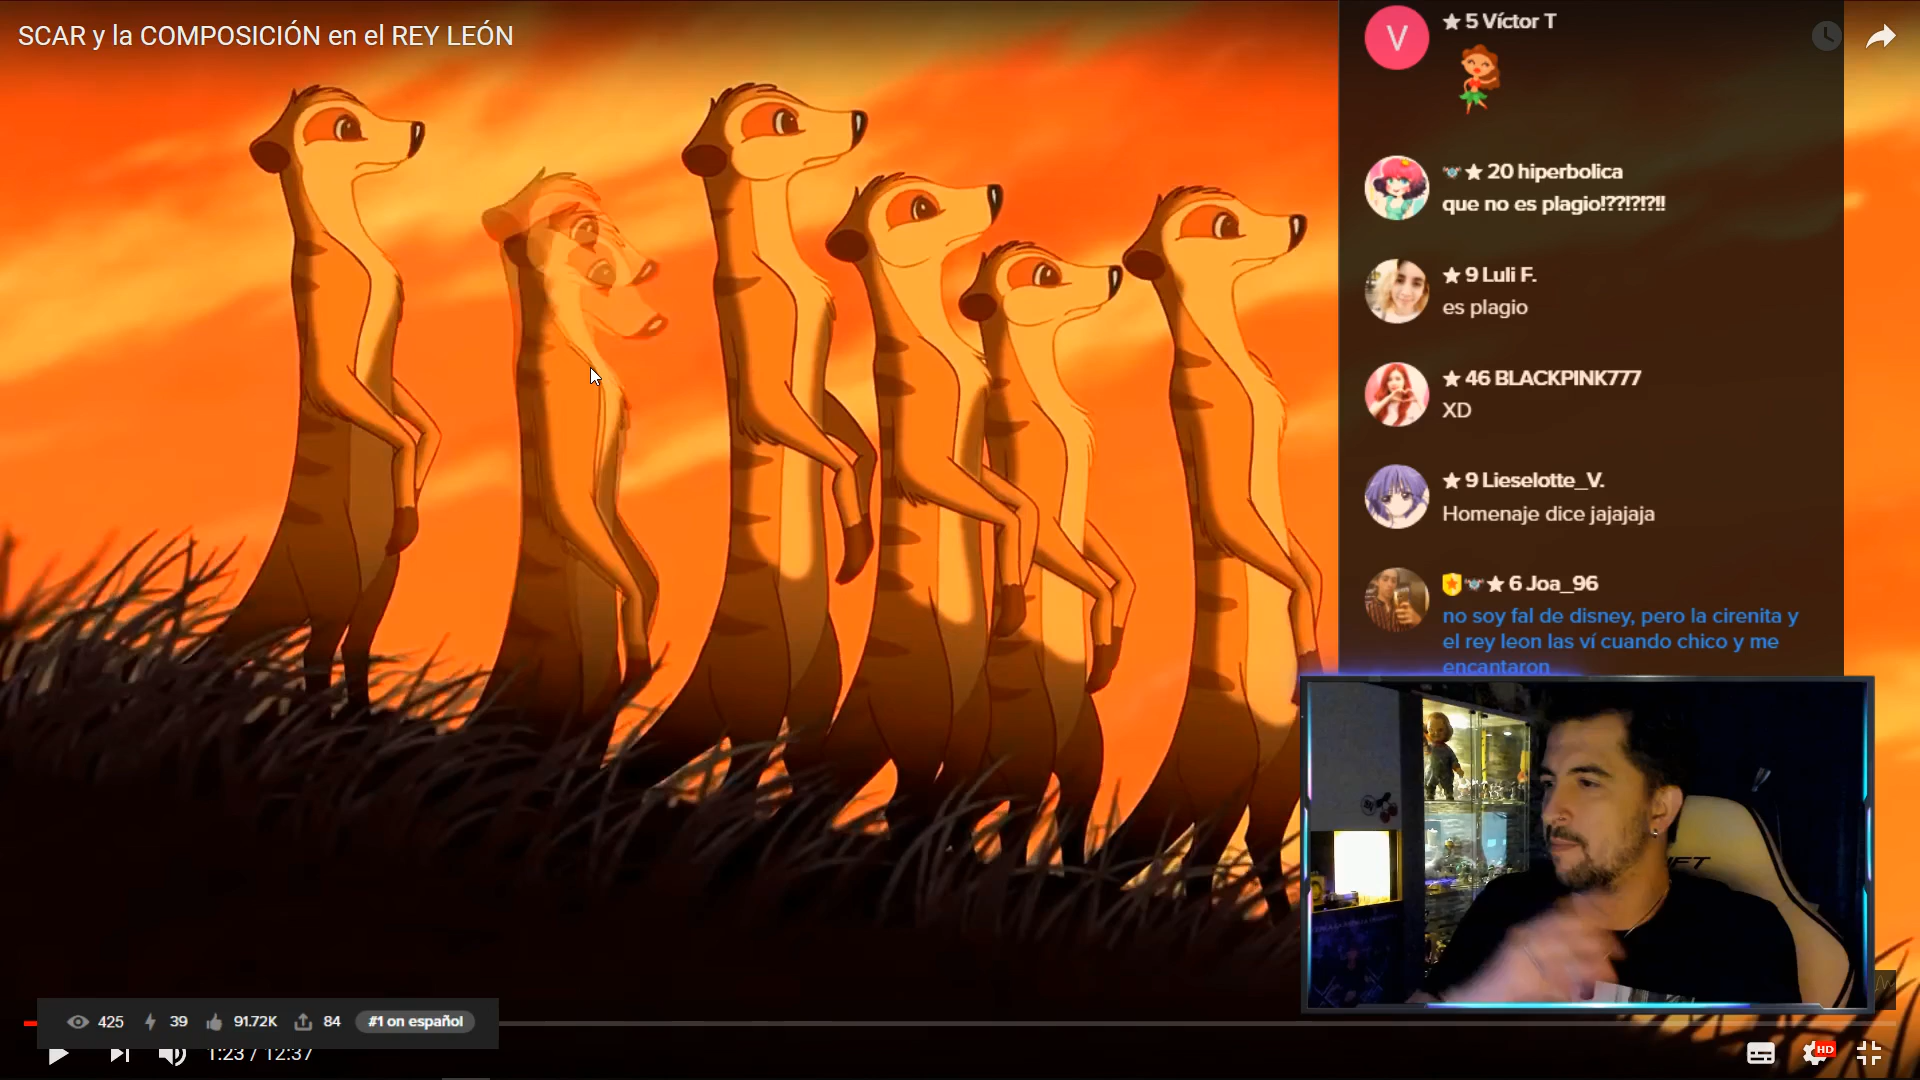 SCAR y la COMPOSICIÓN en el REY LEÓN
V
5 Víctor T
20 hiperbolica
que no es plagio!??!?!?!!
9 Luli F.
es plagio
46 BLACKPINK777
XD
9 Lieselotte_V.
Homenaje dice jajajaja
6 Joa_96
no soy fal de disney, pero la cirenita y
el rey leon las ví cuando chico y me
encantaron
425 39 91.72K 84 #1 on español
1:23 / 12:37
HD